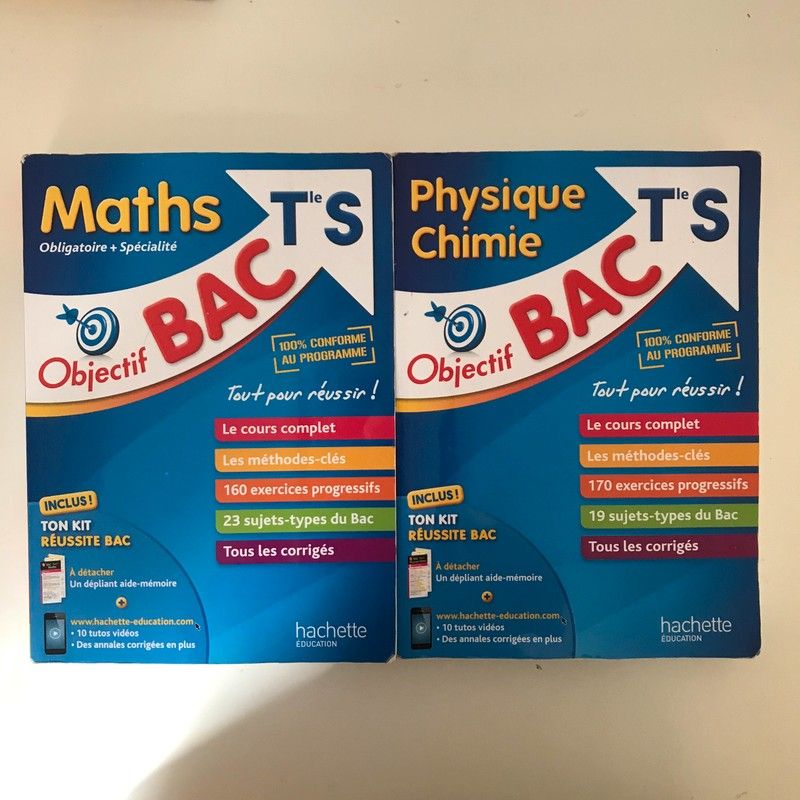 Maths
Obligatoire + Spécialité
Tle S
Objectif BAC
100% CONFORME
AU PROGRAMME
Tout pour réussir !
Le cours complet
Les méthodes-clés
160 exercices progressifs
23 sujets-types du Bac
Tous les corrigés
INCLUS !
TON KIT
RÉUSSITE BAC
À détacher
Un dépliant aide-mémoire
+
www.hachette-education.com
• 10 tutos vidéos
• Des annales corrigées en plus
hachette
ÉDUCATION
Physique
Chimie
Tle S
Objectif BAC
100% CONFORME
AU PROGRAMME
Tout pour réussir !
Le cours complet
Les méthodes-clés
170 exercices progressifs
19 sujets-types du Bac
Tous les corrigés
INCLUS !
TON KIT
RÉUSSITE BAC
À détacher
Un dépliant aide-mémoire
+
www.hachette-education.com
• 10 tutos vidéos
• Des annales corrigées en plus
hachette
ÉDUCATION